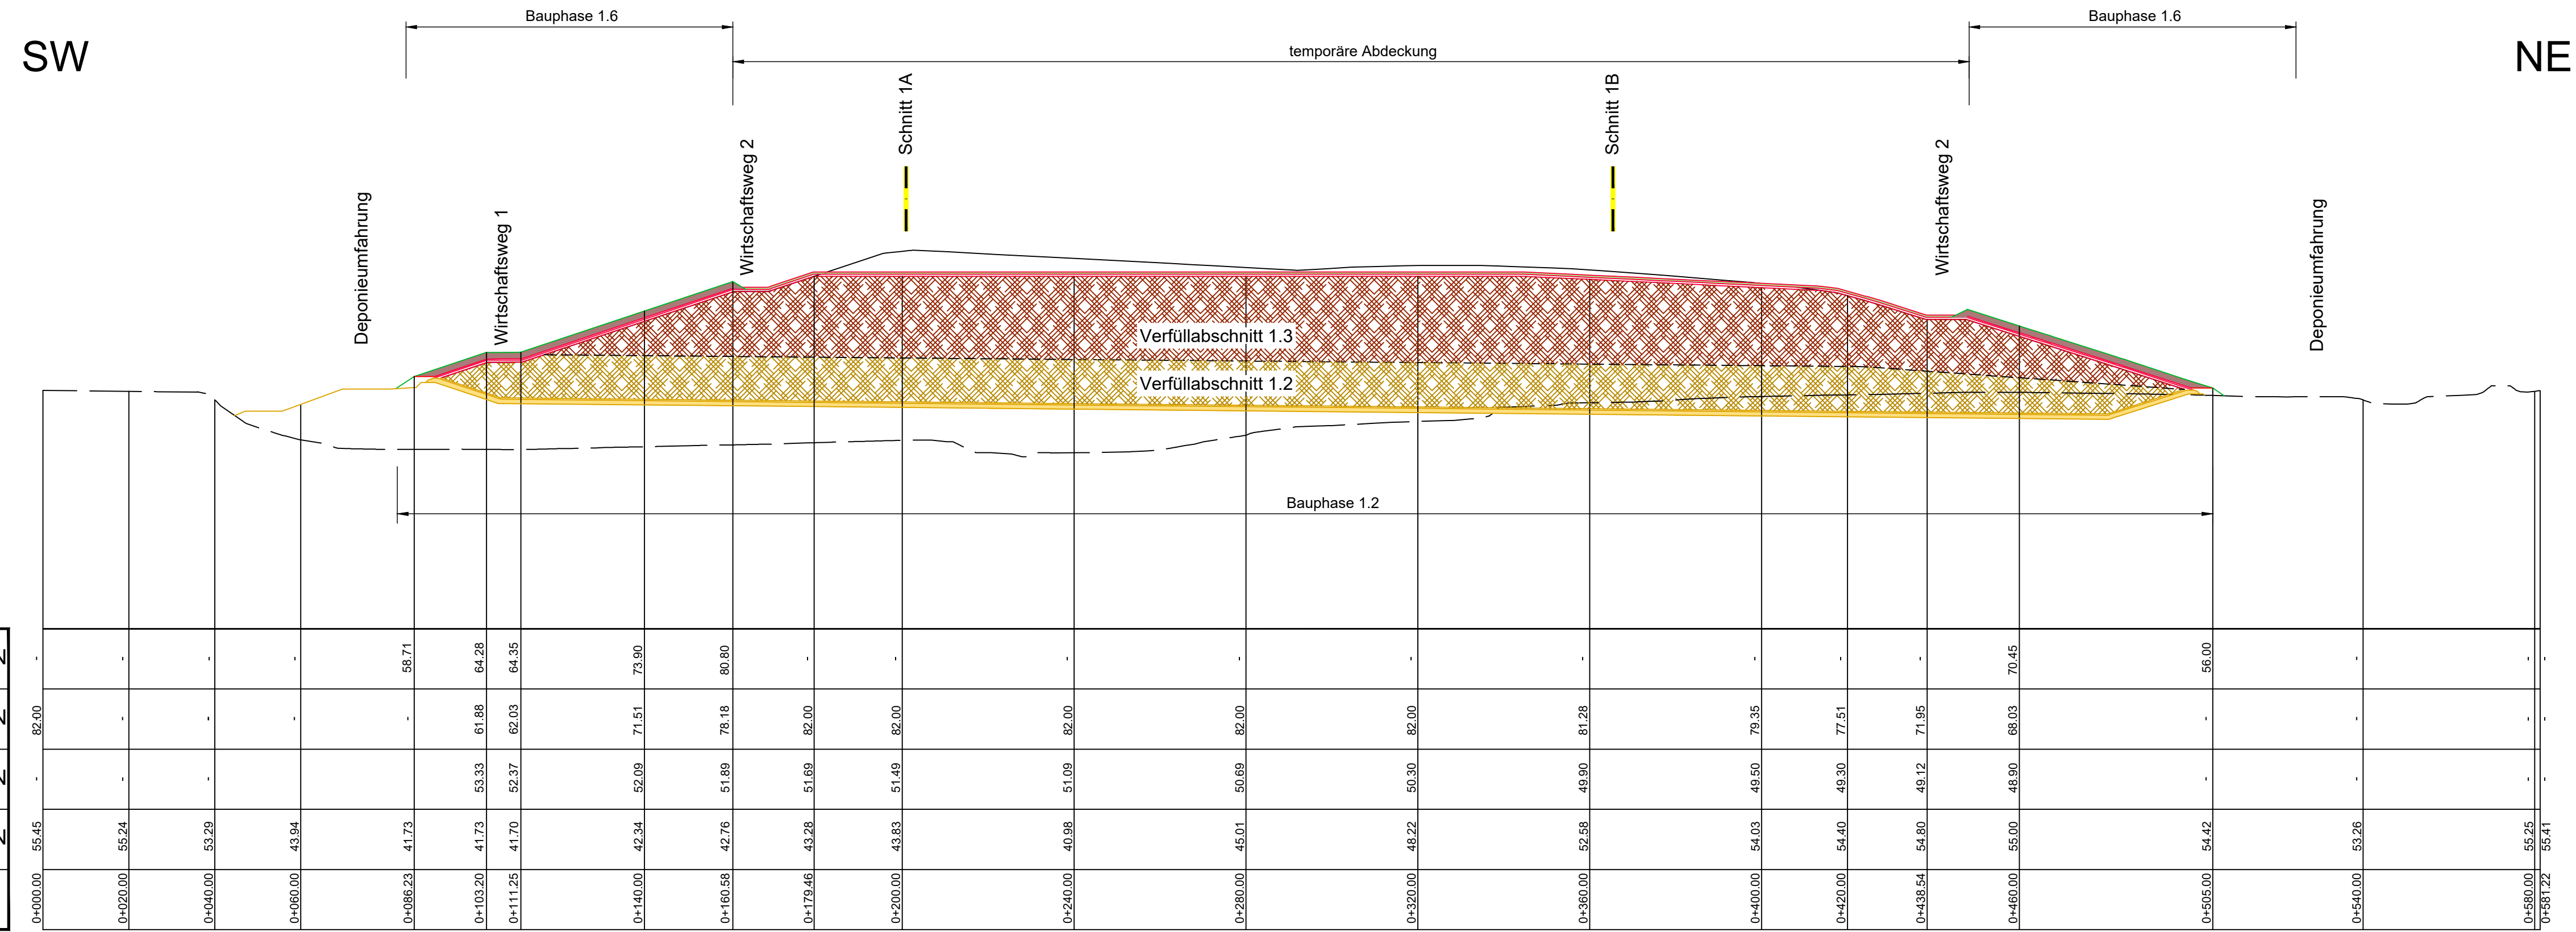 Bauphase 1.6
Bauphase 1.6
SW
temporäre Abdeckung
NE
Schnitt 1A
Schnitt 1B
Wirtschaftsweg 2
Wirtschaftsweg 2
Deponieumfahrung
Wirtschaftsweg 1
Deponieumfahrung
Verfüllabschnitt 1.3
Verfüllabschnitt 1.2
Bauphase 1.2
- - - - 58.71 64.28 64.35 73.90 80.80 - - - - - - - - - 70.45 56.00 - - -
82.00 - - - - 61.88 62.03 71.51 78.18 82.00 82.00 82.00 82.00 82.00 81.28 79.35 77.51 71.95 68.03 - - - -
- - - 53.33 52.37 52.09 51.89 51.69 51.49 51.09 50.69 50.30 49.90 49.50 49.30 49.12 48.90 - - - -
55.45 55.24 53.29 43.94 41.73 41.73 41.70 42.34 42.76 43.28 43.83 40.98 45.01 48.22 52.58 54.03 54.40 54.80 55.00 54.42 53.26 55.25 55.41
0+000.00 0+020.00 0+040.00 0+060.00 0+086.23 0+103.20 0+111.25 0+140.00 0+160.58 0+179.46 0+200.00 0+240.00 0+280.00 0+320.00 0+360.00 0+400.00 0+420.00 0+438.54 0+460.00 0+505.00 0+540.00 0+580.00 0+581.22